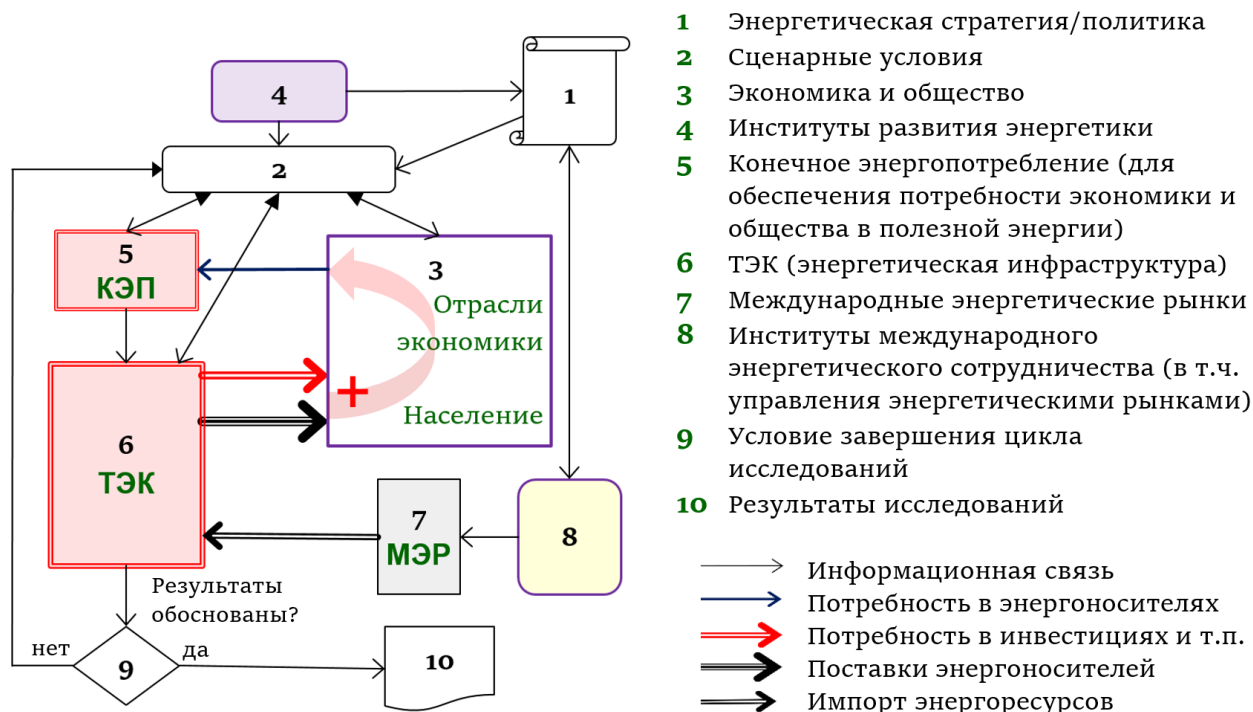 4
1
2
5
КЭП
3
Отрасли
экономики
+
Население
6
ТЭК
7
МЭР
8
Результаты
обоснованы?
нет
9
да
10
1 Энергетическая стратегия/политика
2 Сценарные условия
3 Экономика и общество
4 Институты развития энергетики
5 Конечное энергопотребление (для
обеспечения потребности экономики и
общества в полезной энергии)
6 ТЭК (энергетическая инфраструктура)
7 Международные энергетические рынки
8 Институты международного
энергетического сотрудничества (в т.ч.
управления энергетическими рынками)
9 Условие завершения цикла
исследований
10 Результаты исследований
Информационная связь
Потребность в энергоносителях
Потребность в инвестициях и т.п.
Поставки энергоносителей
Импорт энергоресурсов